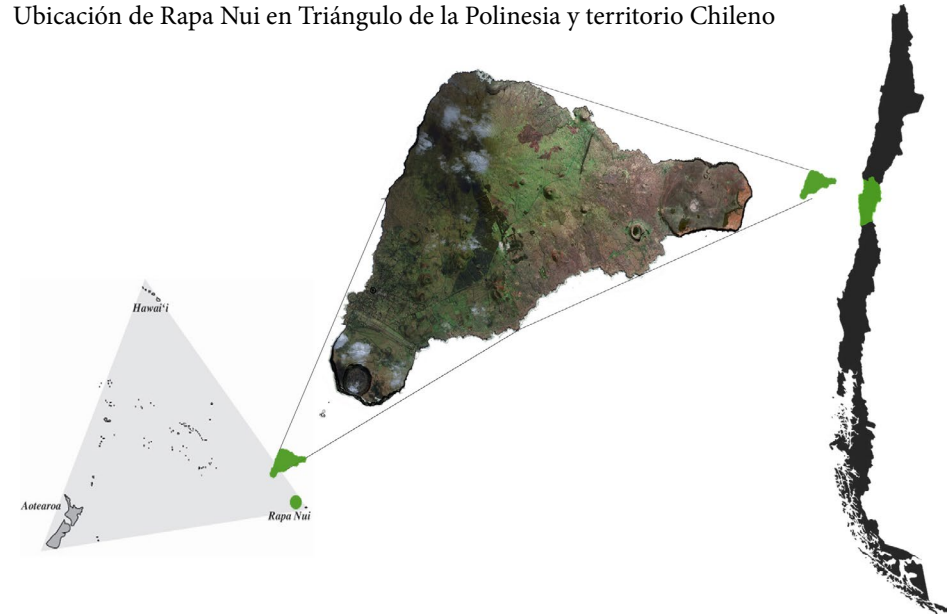 Ubicación de Rapa Nui en Triángulo de la Polinesia y territorio Chileno
Hawai‘i
Aotearoa
Rapa Nui